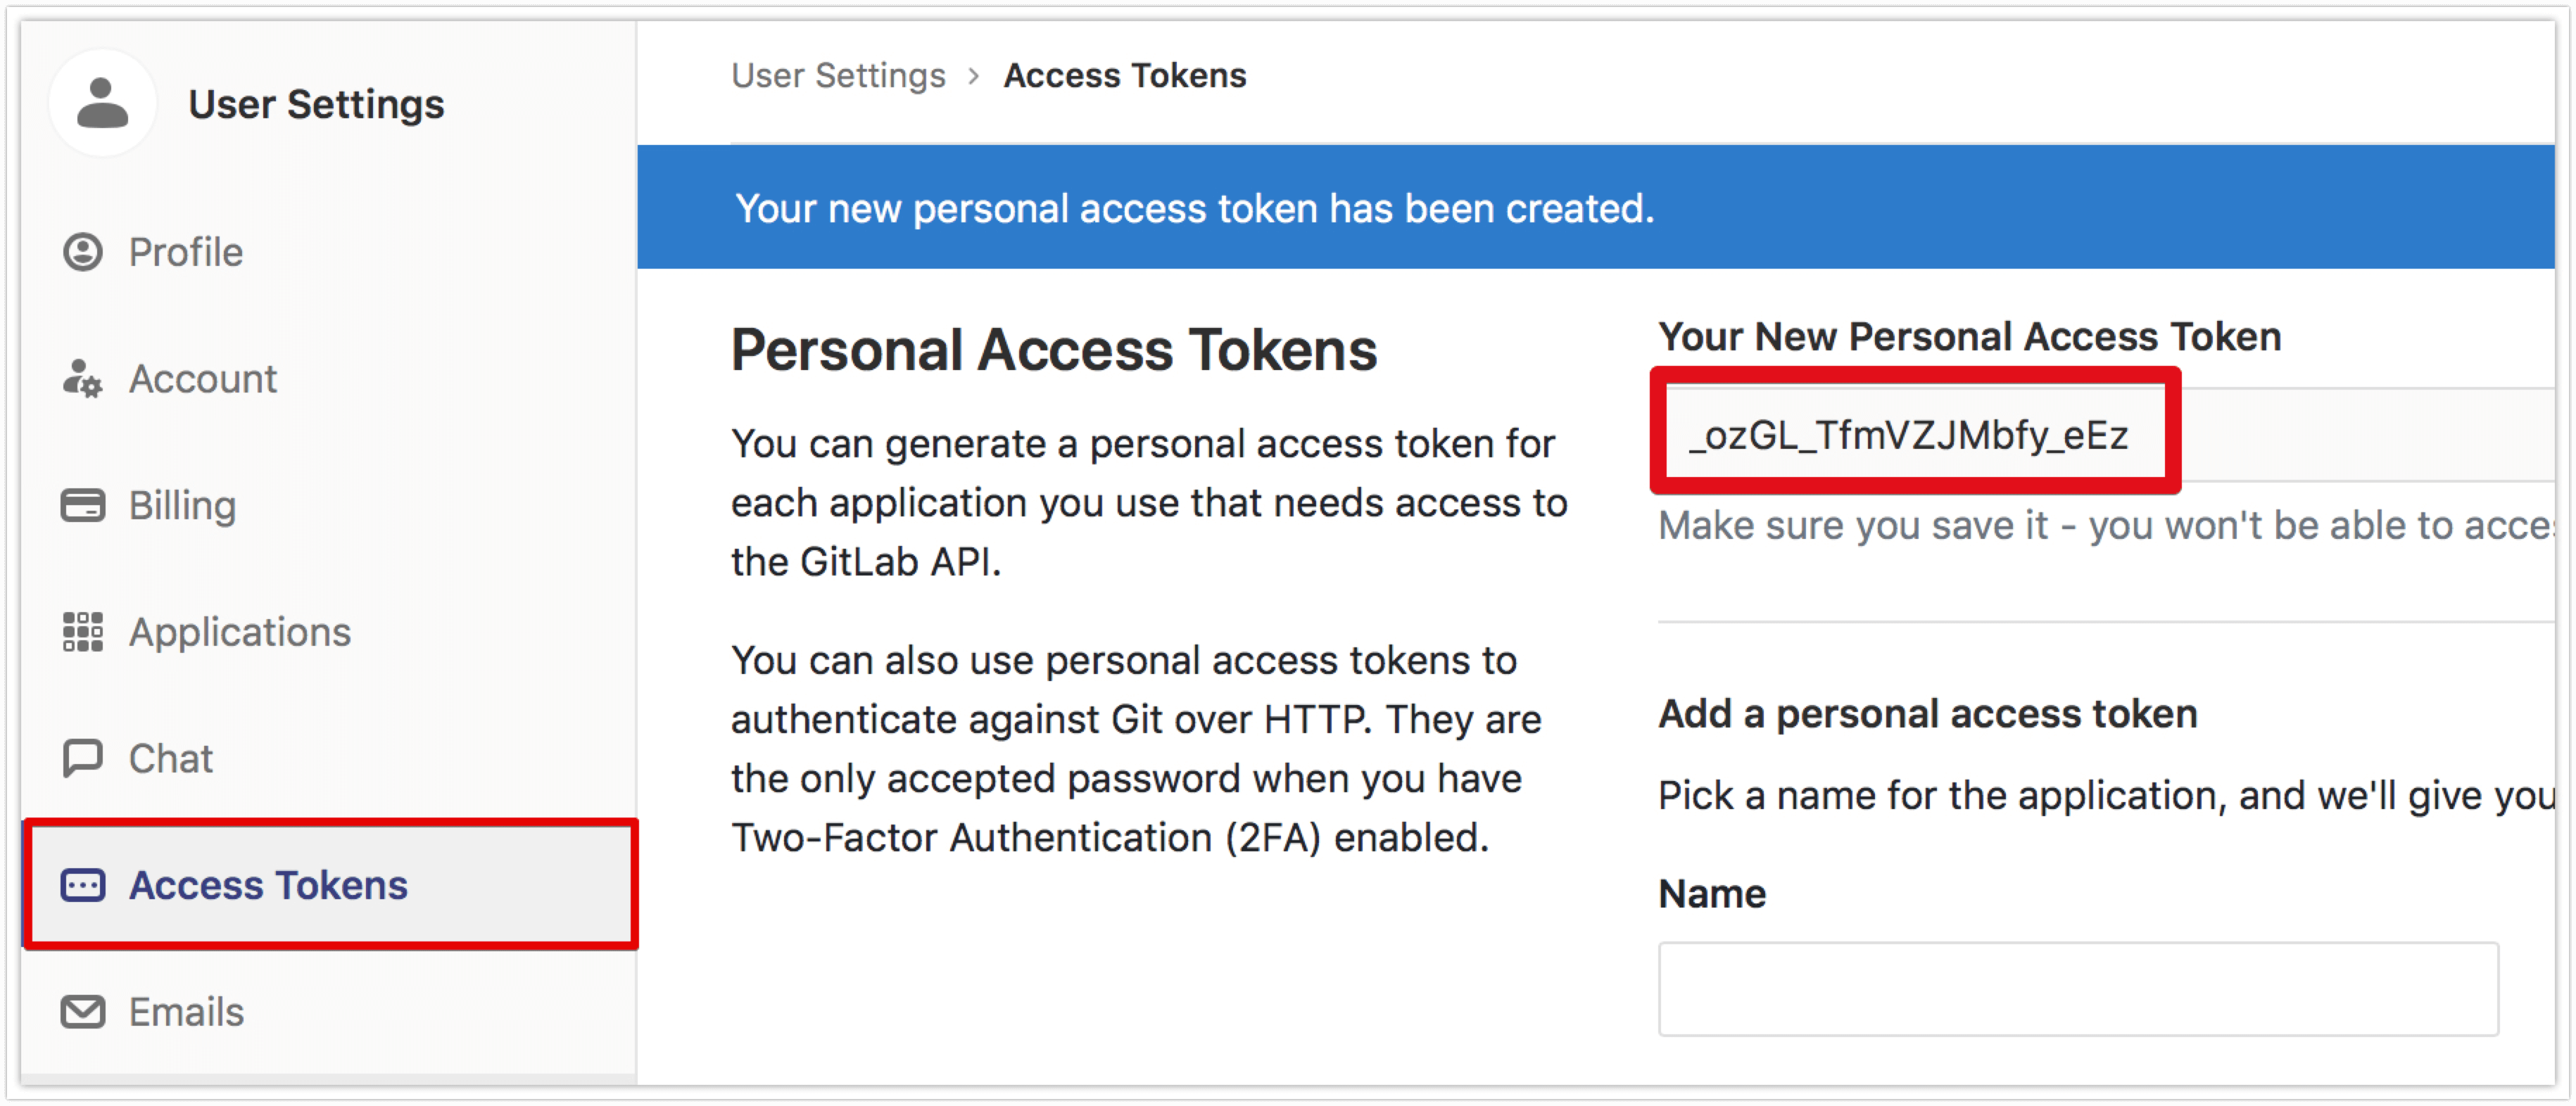 User Settings
Profile
Account
Billing
Applications
Chat
Access Tokens
Emails
User Settings › Access Tokens
Your new personal access token has been created.
Personal Access Tokens
You can generate a personal access token for
each application you use that needs access to
the GitLab API.
You can also use personal access tokens to
authenticate against Git over HTTP. They are
the only accepted password when you have
Two-Factor Authentication (2FA) enabled.
Your New Personal Access Token
_ozGL_TfmVZJMbfy_eEz
Make sure you save it - you won't be able to acce
Add a personal access token
Pick a name for the application, and we'll give you
Name